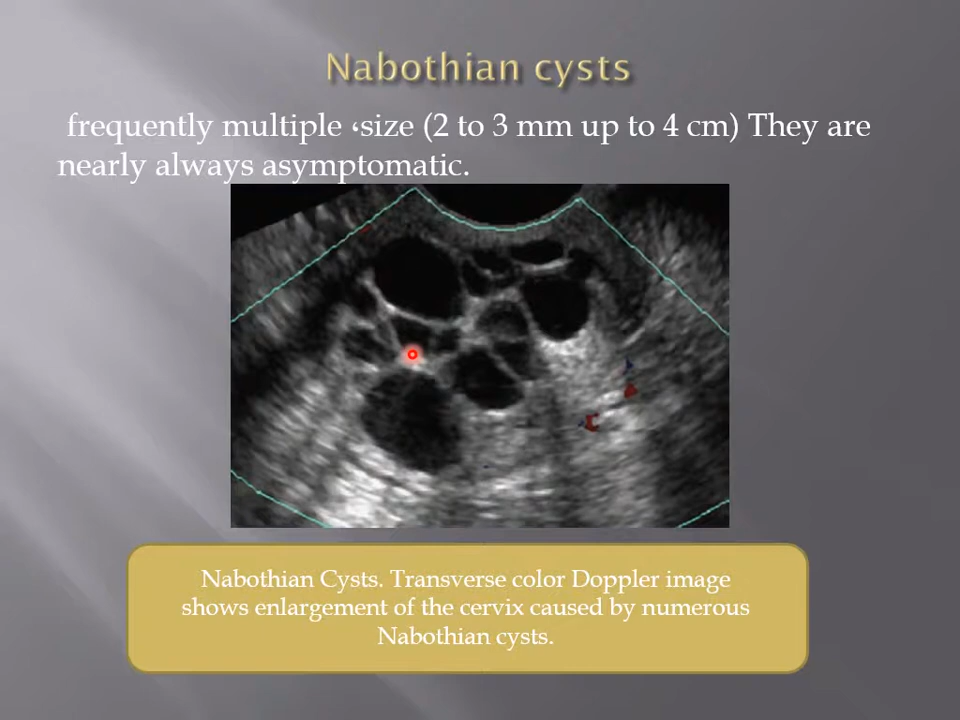 Nabothian cysts
frequently multiple ،size (2 to 3 mm up to 4 cm) They are
nearly always asymptomatic.
Nabothian Cysts. Transverse color Doppler image
shows enlargement of the cervix caused by numerous
Nabothian cysts.